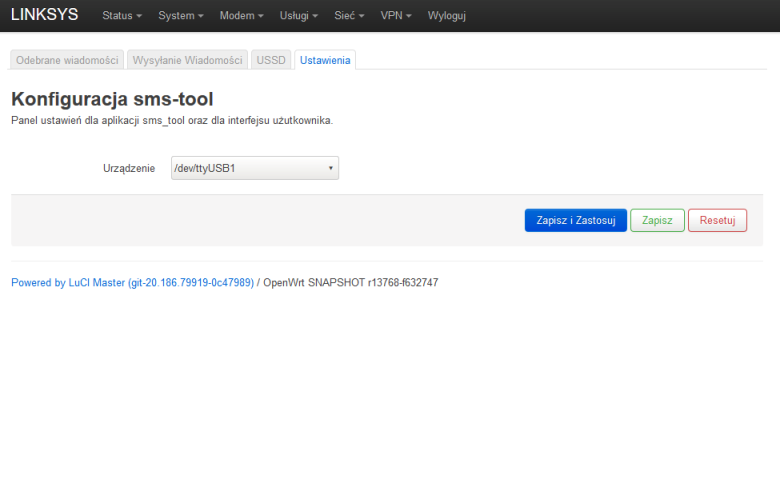 LINKSYS Status System Modem Usługi Sieć VPN Wyloguj
Odebrane wiadomości Wysyłanie Wiadomości USSD Ustawienia
Konfiguracja sms-tool
Panel ustawień dla aplikacji sms_tool oraz dla interfejsu użutkownika.
Urządzenie /dev/ttyUSB1
Zapisz i Zastosuj Zapisz Resetuj
Powered by LuCI Master (git-20.186.79919-0c47989) / OpenWrt SNAPSHOT r13768-f632747